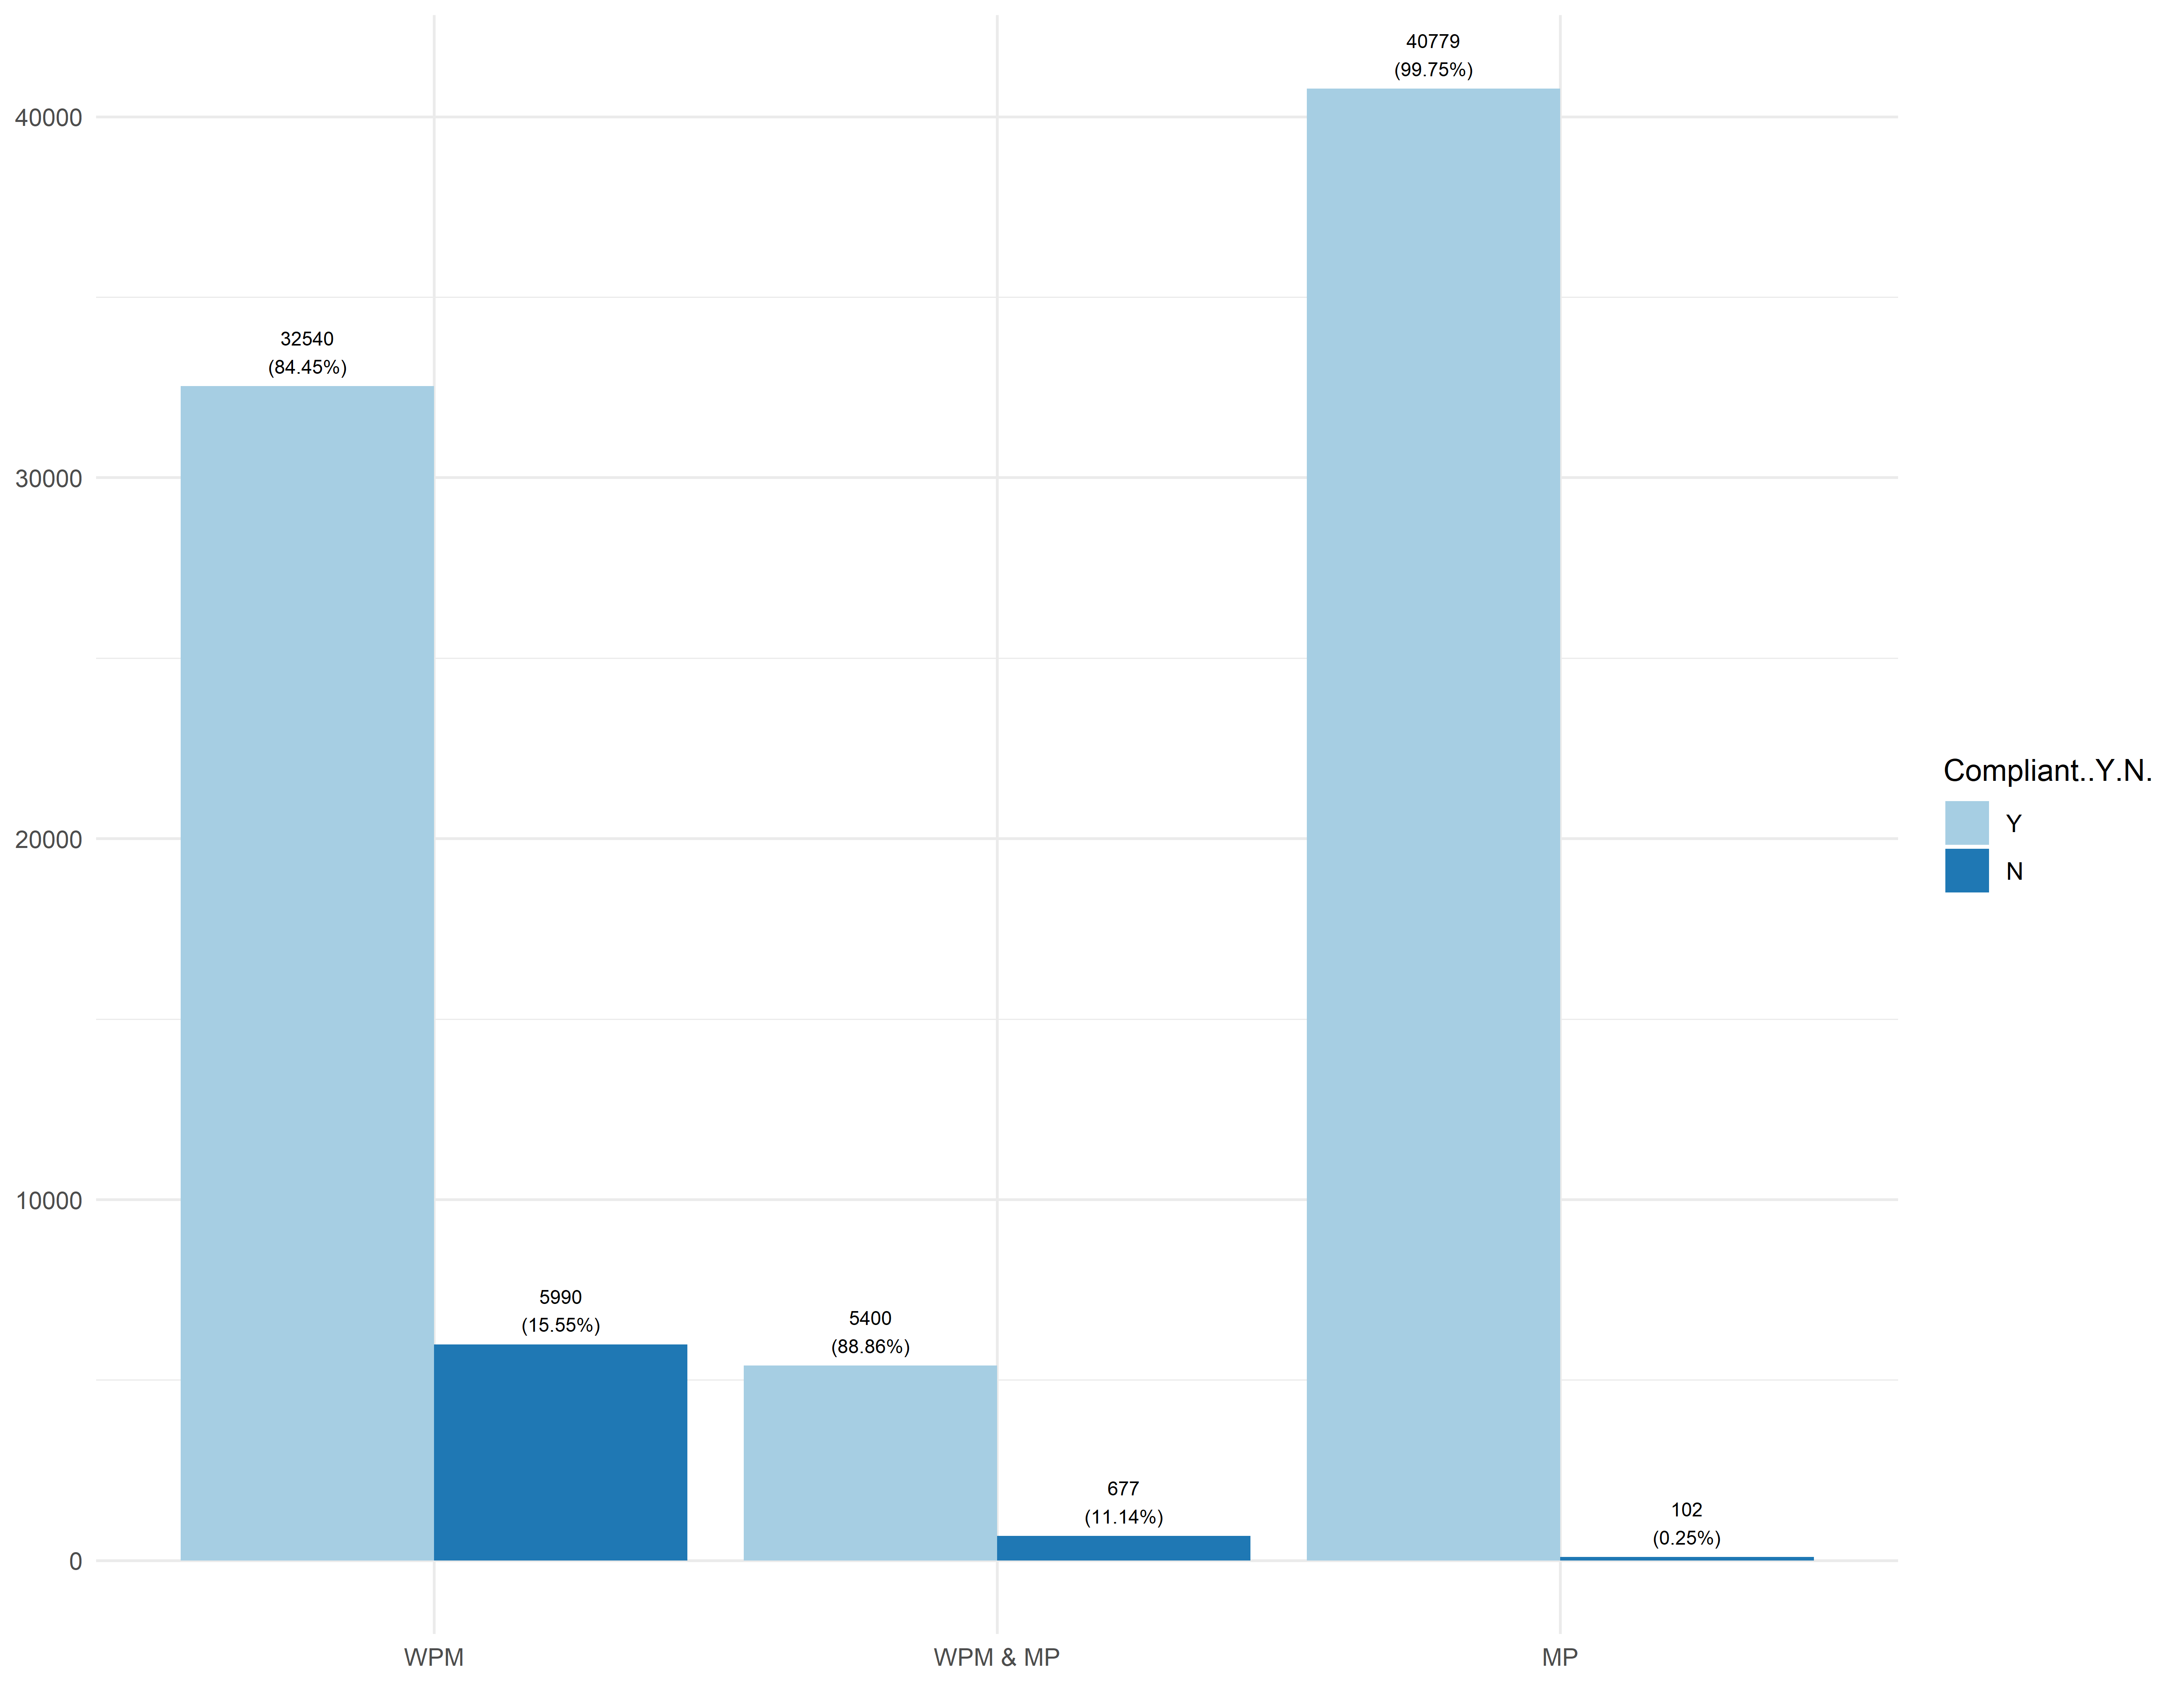 40779
(99.75%)
40000
32540
(84.45%)
30000
Compliant..Y.N.
Y
N
20000
10000
5990
(15.55%)
5400
(88.86%)
677
(11.14%)
102
(0.25%)
0
WPM
WPM & MP
MP